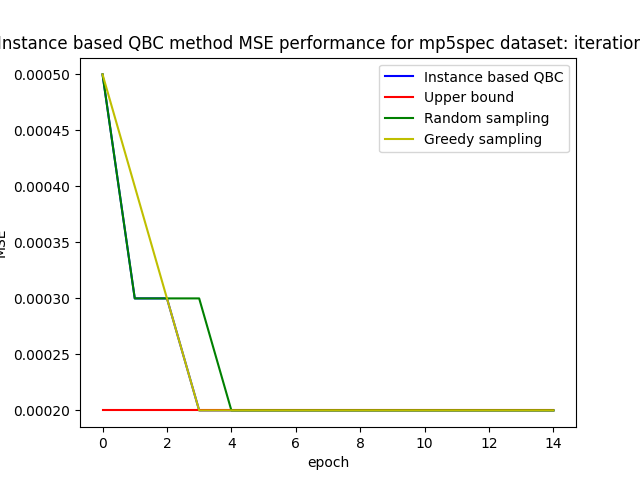 Instance based QBC method MSE performance for mp5spec dataset: iteration
0.00050
0.00045
0.00040
0.00035
0.00030
0.00025
0.00020
MSE
Instance based QBC
Upper bound
Random sampling
Greedy sampling
0 2 4 6 8 10 12 14
epoch